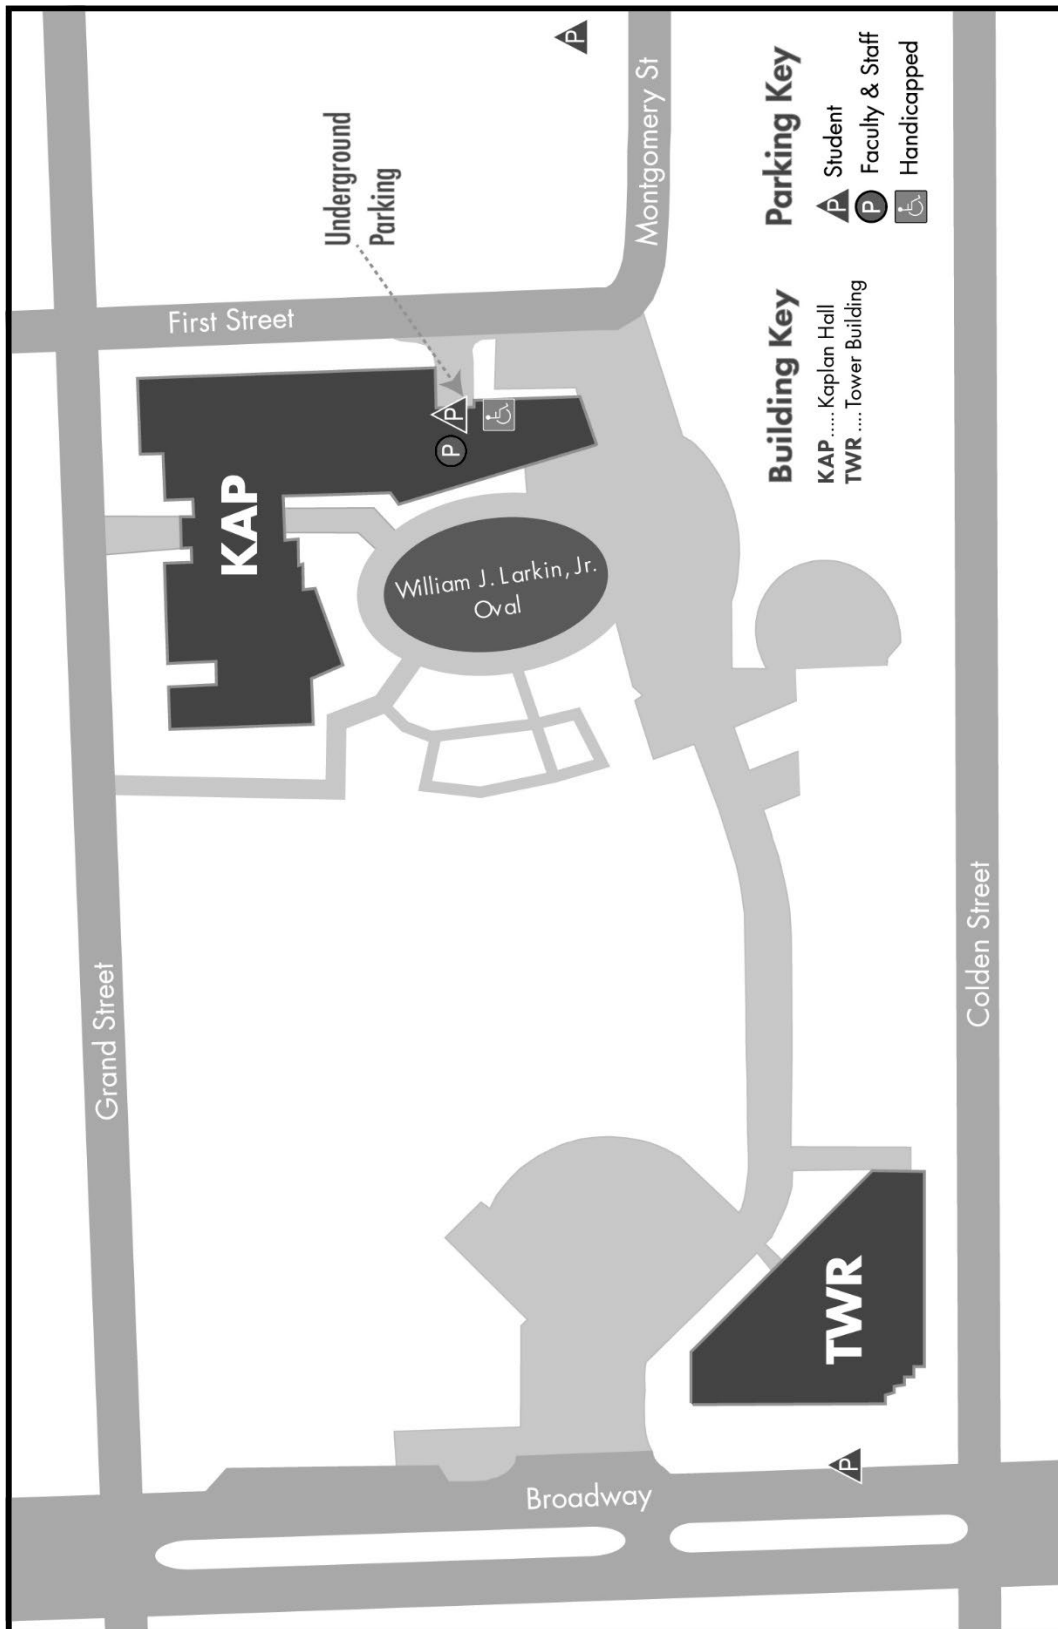 P
Montgomery St
Underground
Parking
First Street
P
P
KAP
William J. Larkin, Jr.
Oval
Grand Street
Colden Street
TWR
P
Broadway
Building Key
KAP ..... Kaplan Hall
TWR .... Tower Building
Parking Key
P Student
P Faculty & Staff
Handicapped